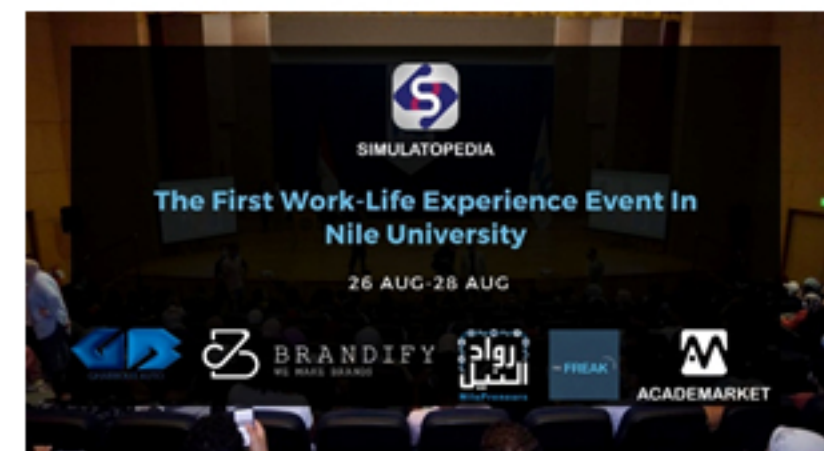 SIMULATOPEDIA
The First Work-Life Experience Event In
Nile University
26 AUG-28 AUG
BRANDIFY
WE MAKE BRANDS
رواد
النيل
NilePreneurs
FREAK
ACADEMARKET